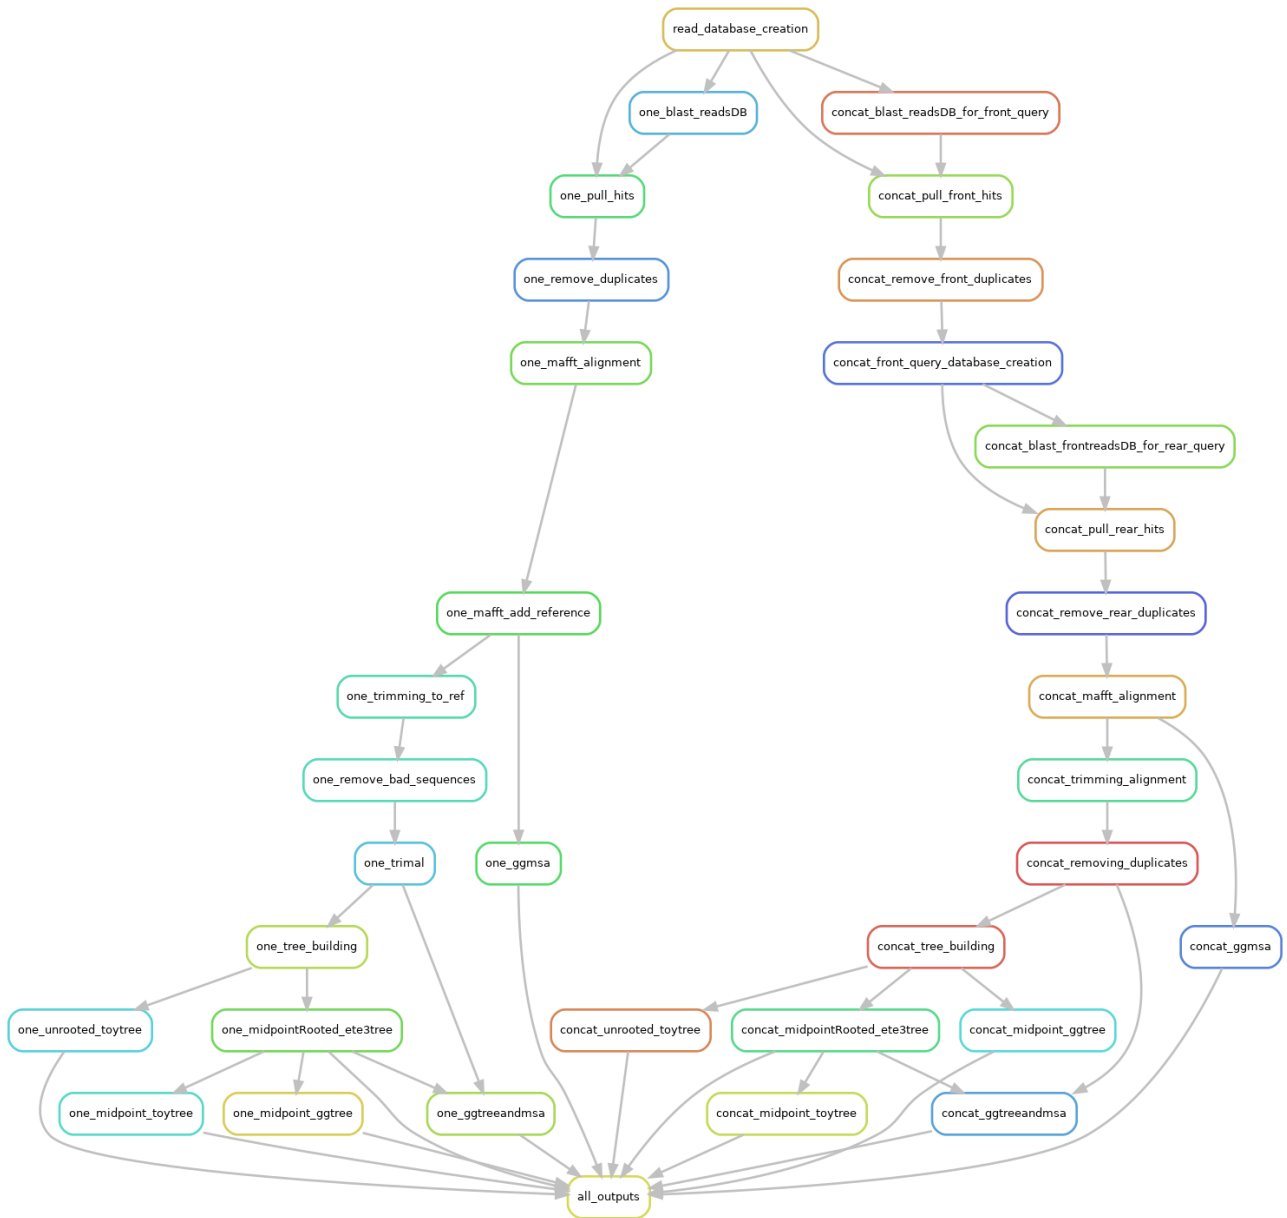 read_database_creation
one_blast_readsDB
concat_blast_readsDB_for_front_query
one_pull_hits
concat_pull_front_hits
one_remove_duplicates
concat_remove_front_duplicates
one_mafft_alignment
concat_front_query_database_creation
concat_blast_frontreadsDB_for_rear_query
concat_pull_rear_hits
one_mafft_add_reference
concat_remove_rear_duplicates
one_trimming_to_ref
concat_mafft_alignment
one_remove_bad_sequences
concat_trimming_alignment
one_trimal
one_ggmsa
concat_removing_duplicates
one_tree_building
concat_tree_building
concat_ggmsa
one_unrooted_toytree
one_midpointRooted_ete3tree
concat_unrooted_toytree
concat_midpointRooted_ete3tree
concat_midpoint_ggtree
one_midpoint_toytree
one_midpoint_ggtree
one_ggtreeandmsa
concat_midpoint_toytree
concat_ggtreeandmsa
all_outputs